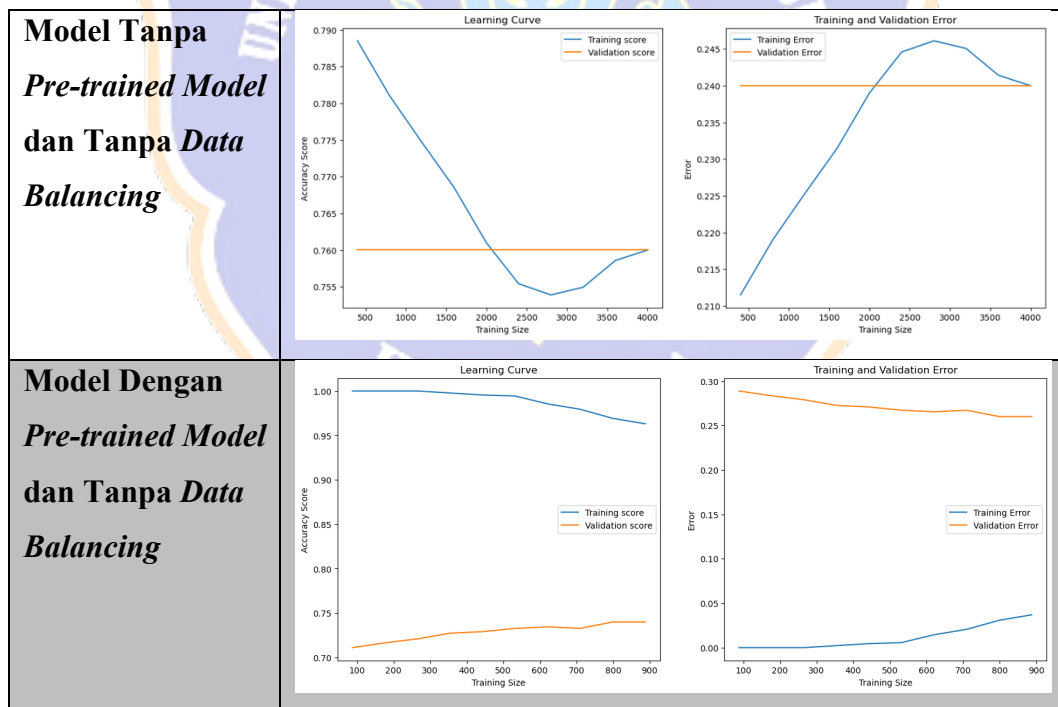 Model Tanpa
Pre-trained Model
dan Tanpa Data
Balancing
Learning Curve
Training score
Validation score
Accuracy Score
0.790
0.785
0.780
0.775
0.770
0.765
0.760
0.755
500 1000 1500 2000 2500 3000 3500 4000
Training Size
Training and Validation Error
Training Error
Validation Error
Error
0.245
0.240
0.235
0.230
0.225
0.220
0.215
0.210
500 1000 1500 2000 2500 3000 3500 4000
Training Size
Model Dengan
Pre-trained Model
dan Tanpa Data
Balancing
Learning Curve
Training score
Validation score
Accuracy Score
1.00
0.95
0.90
0.85
0.80
0.75
0.70
100 200 300 400 500 600 700 800 900
Training Size
Training and Validation Error
Training Error
Validation Error
Error
0.30
0.25
0.20
0.15
0.10
0.05
0.00
100 200 300 400 500 600 700 800 900
Training Size